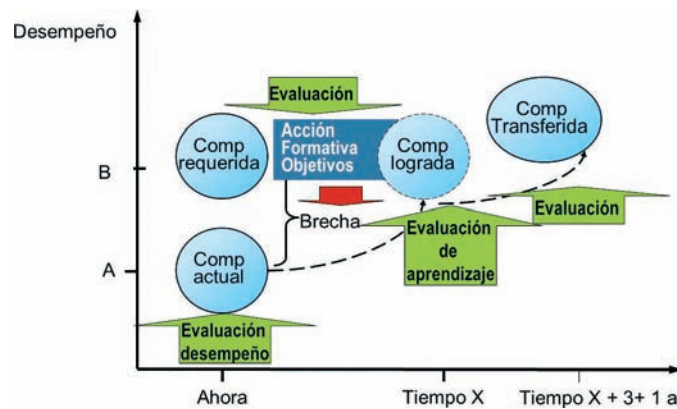 Desempeño
Evaluación
Comp
Transferida
Comp
requerida
Acción
Formativa
Objetivos
Comp
lograda
B
Brecha
Evaluación
Evaluación
de
aprendizaje
A
Comp
actual
Evaluación
desempeño
Ahora
Tiempo X
Tiempo X + 3+ 1 a